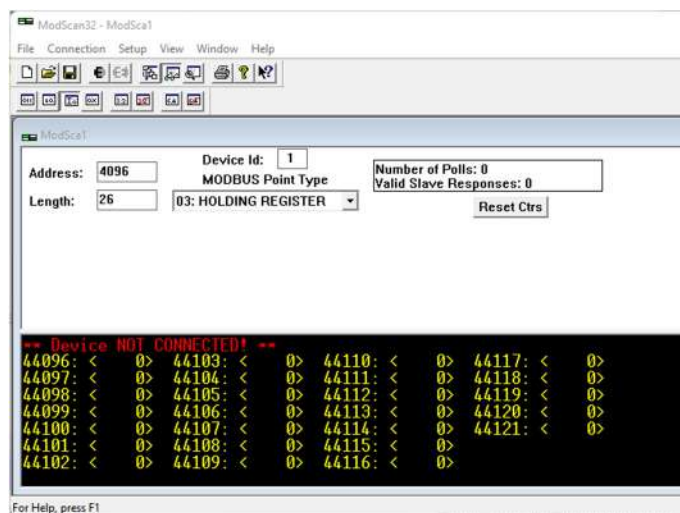 ModScan32 - ModSca1
File Connection Setup View Window Help
ModSca1
Address: 4096
Device Id: 1
MODBUS Point Type
Length: 26
03: HOLDING REGISTER
Number of Polls: 0
Valid Slave Responses: 0
Reset Ctrs
** Device NOT CONNECTED! **
44096: < 0> 44103: < 0> 44110: < 0> 44117: < 0>
44097: < 0> 44104: < 0> 44111: < 0> 44118: < 0>
44098: < 0> 44105: < 0> 44112: < 0> 44119: < 0>
44099: < 0> 44106: < 0> 44113: < 0> 44120: < 0>
44100: < 0> 44107: < 0> 44114: < 0> 44121: < 0>
44101: < 0> 44108: < 0> 44115: < 0>
44102: < 0> 44109: < 0> 44116: < 0>
For Help, press F1